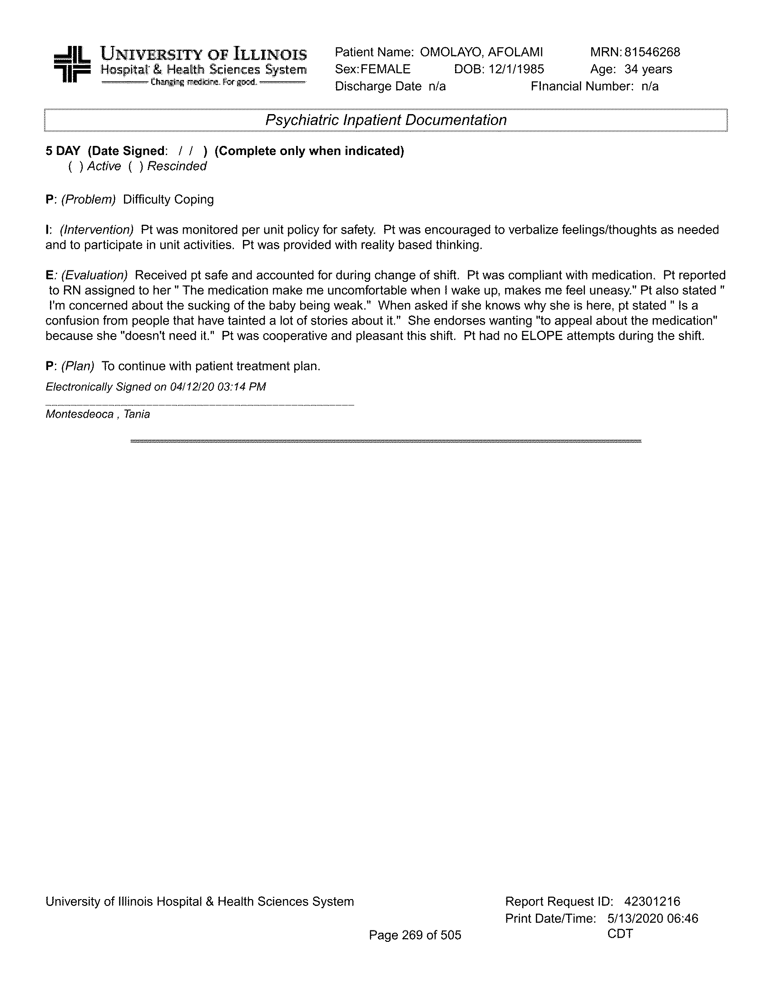 UNIVERSITY OF ILLINOIS
Hospital & Health Sciences System
Changing medicine. For good.
Patient Name: OMOLAYO, AFOLAMI MRN: 81546268
Sex: FEMALE DOB: 12/1/1985 Age: 34 years
Discharge Date n/a FInancial Number: n/a
Psychiatric Inpatient Documentation
5 DAY (Date Signed: / / ) (Complete only when indicated)
( ) Active ( ) Rescinded
P: (Problem) Difficulty Coping
I: (Intervention) Pt was monitored per unit policy for safety. Pt was encouraged to verbalize feelings/thoughts as needed
and to participate in unit activities. Pt was provided with reality based thinking.
E: (Evaluation) Received pt safe and accounted for during change of shift. Pt was compliant with medication. Pt reported
to RN assigned to her " The medication make me uncomfortable when I wake up, makes me feel uneasy." Pt also stated "
I'm concerned about the sucking of the baby being weak." When asked if she knows why she is here, pt stated " Is a
confusion from people that have tainted a lot of stories about it." She endorses wanting "to appeal about the medication"
because she "doesn't need it." Pt was cooperative and pleasant this shift. Pt had no ELOPE attempts during the shift.
P: (Plan) To continue with patient treatment plan.
Electronically Signed on 04/12/20 03:14 PM
Montesdeoca , Tania
University of Illinois Hospital & Health Sciences System Report Request ID: 42301216
Print Date/Time: 5/13/2020 06:46
Page 269 of 505 CDT